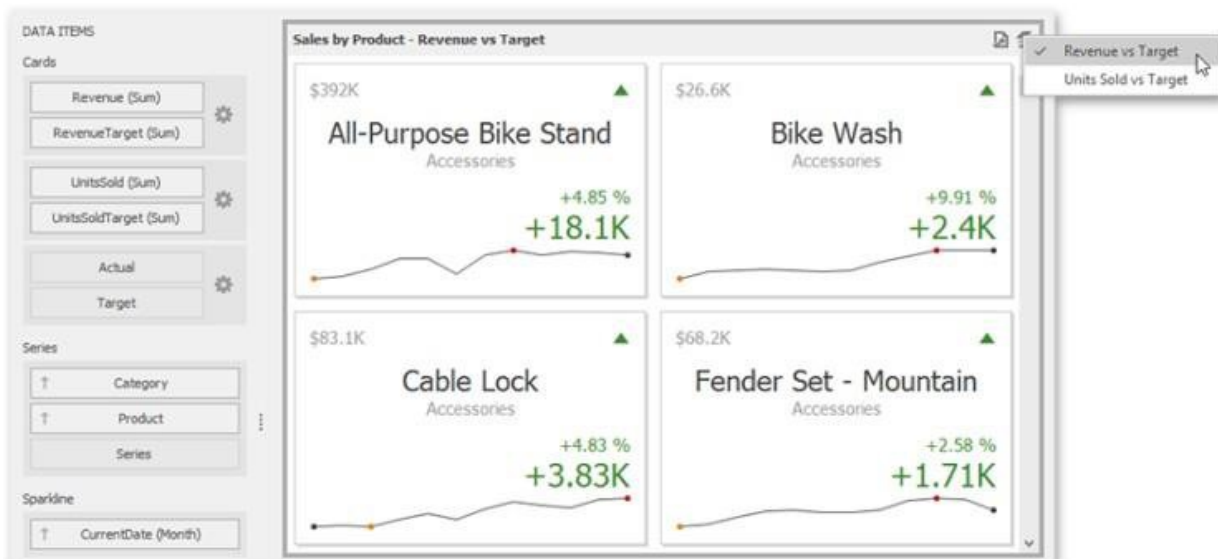 DATA ITEMS
Cards
Revenue (Sum)
RevenueTarget (Sum)
UnitsSold (Sum)
UnitsSoldTarget (Sum)
Actual
Target
Series
Category
Product
Series
Sparkline
CurrentDate (Month)
Sales by Product - Revenue vs Target
Revenue vs Target
Units Sold vs Target
$392K
All-Purpose Bike Stand
Accessories
+4.85 %
+18.1K
$26.6K
Bike Wash
Accessories
+9.91 %
+2.4K
$83.1K
Cable Lock
Accessories
+4.83 %
+3.83K
$68.2K
Fender Set - Mountain
Accessories
+2.58 %
+1.71K